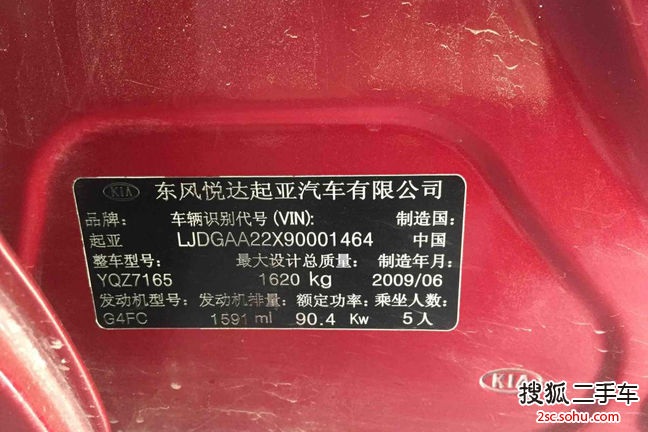 KIA 东风悦达起亚汽车有限公司
品牌: 车辆识别代号(VIN): 制造国:
起亚 LJDGAA22X90001464 中国
整车型号: 最大设计总质量: 制造年月:
YQZ7165 1620 kg 2009/06
发动机型号: 发动机排量: 额定功率: 乘坐人数:
G4FC 1591 ml 90.4 Kw 5人
KIA
搜狐二手车
2sc.sohu.com